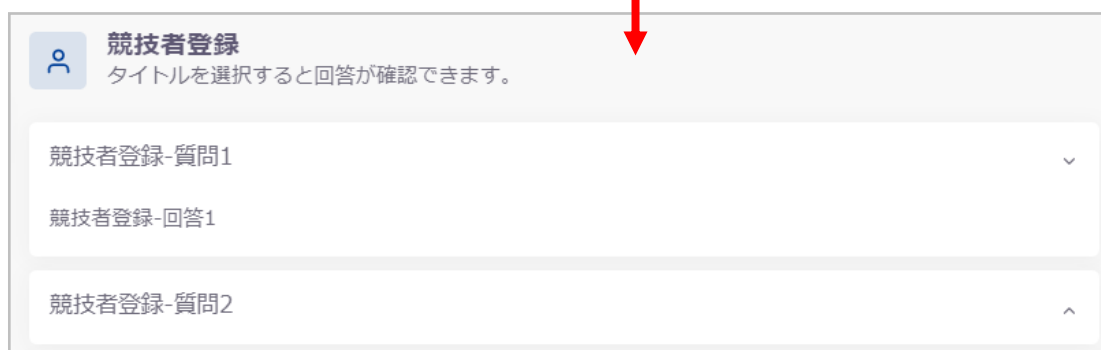 競技者登録
タイトルを選択すると回答が確認できます。
競技者登録-質問1
競技者登録-回答1
競技者登録-質問2